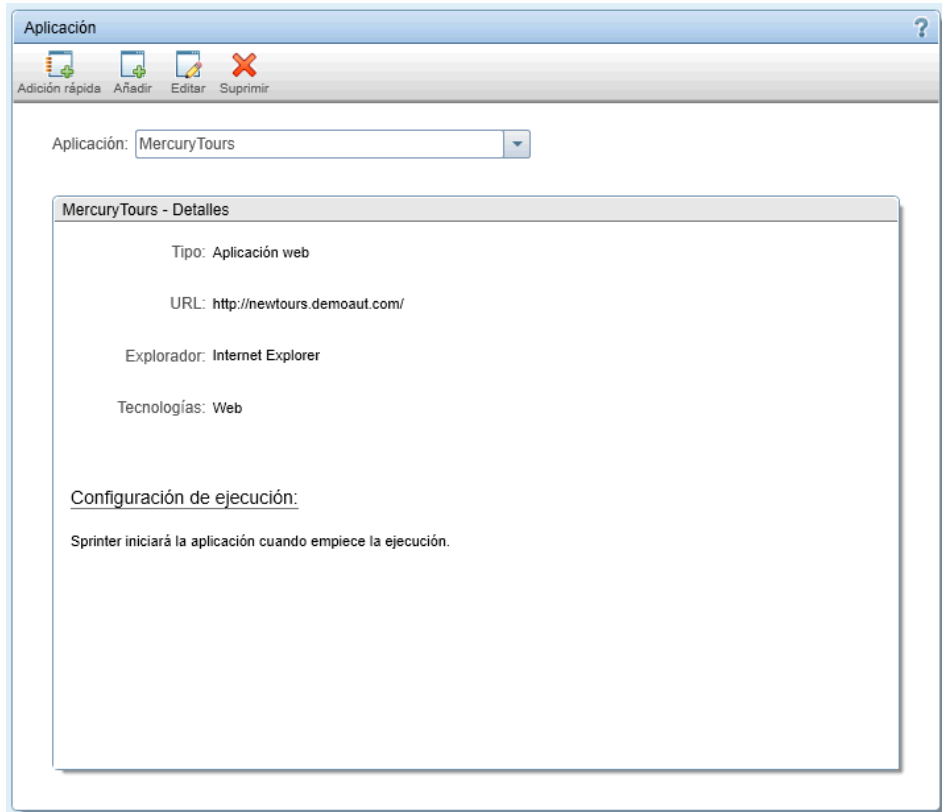 Aplicación
?
Adición rápida Añadir Editar Suprimir
Aplicación: MercuryTours
MercuryTours - Detalles
Tipo: Aplicación web
URL: http://newtours.demoaut.com/
Explorador: Internet Explorer
Tecnologías: Web
Configuración de ejecución:
Sprinter iniciará la aplicación cuando empiece la ejecución.